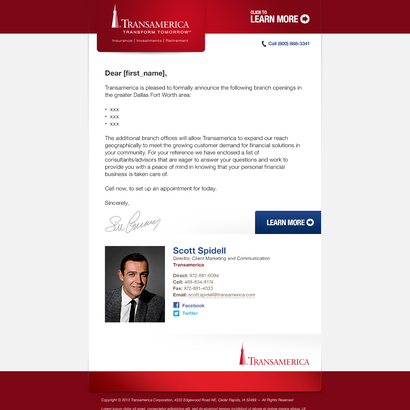 TRANSAMERICA
TRANSFORM TOMORROW
Insurance | Investments | Retirement
CLICK TO
LEARN MORE
Call (800) 888-3341
Dear [first_name],
Transamerica is pleased to formally announce the following branch openings in
the greater Dallas Fort Worth area:
• xxx
• xxx
• xxx
The additional branch offices will allow Transamerica to expand our reach
geographically to meet the growing customer demand for financial solutions in
your community. For your reference we have enclosed a list of
consultants/advisors that are eager to answer your questions and work to
provide you with a peace of mind in knowing that your personal financial
business is taken care of.
Call now, to set up an appointment for today.
Sincerely,
LEARN MORE
Scott Spidell
Director, Client Marketing and Communication
Transamerica
Direct: 972-881-6094
Cell: 468-634-8174
Fax: 972-881-4033
Email: scott.spidell@transamerica.com
Facebook
Twitter
TRANSAMERICA
Copyright © 2013 Transamerica Corporation, 4333 Edgewood Road NE, Cedar Rapids, IA 52499 — All Rights Reserved